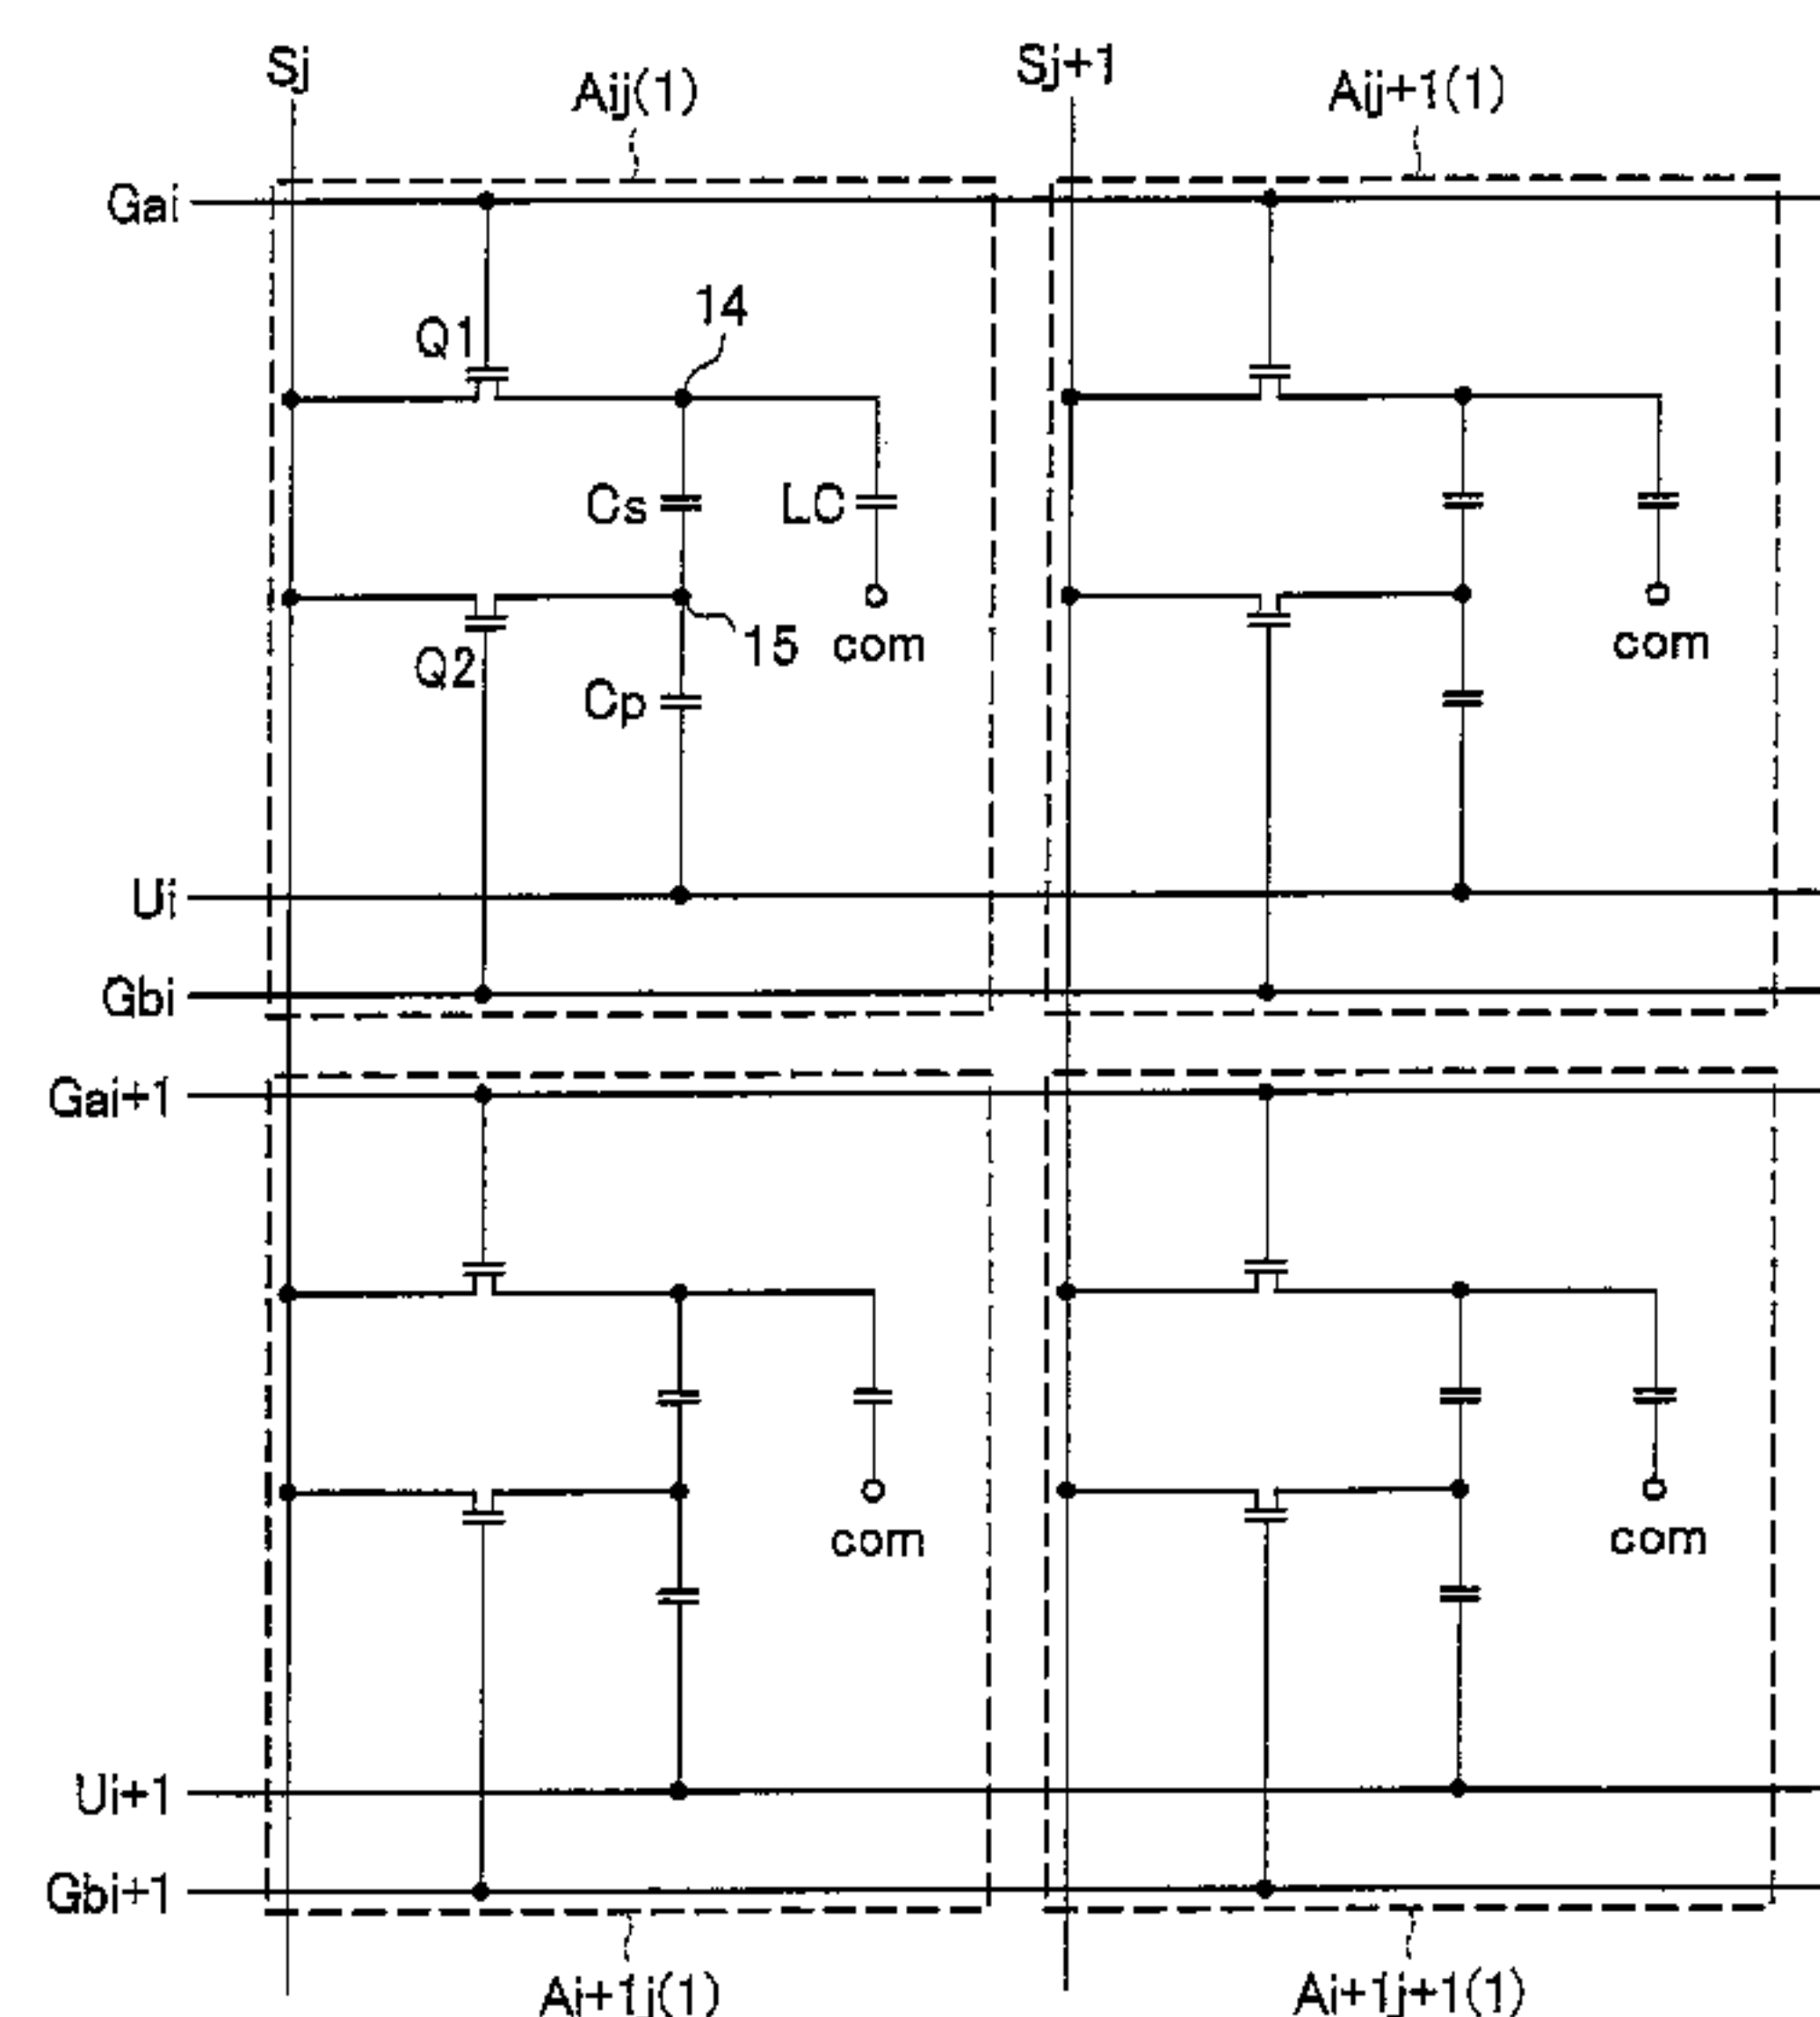 Sj
Sj+1
Aij(1)
Aij+1(1)
Gai
14
Q1
Cs
LC
15
com
com
Q2
Cp
Ui
Gbi
Gai+1
com
com
Ui+1
Gbi+1
Ai+1j(1)
Ai+1j+1(1)